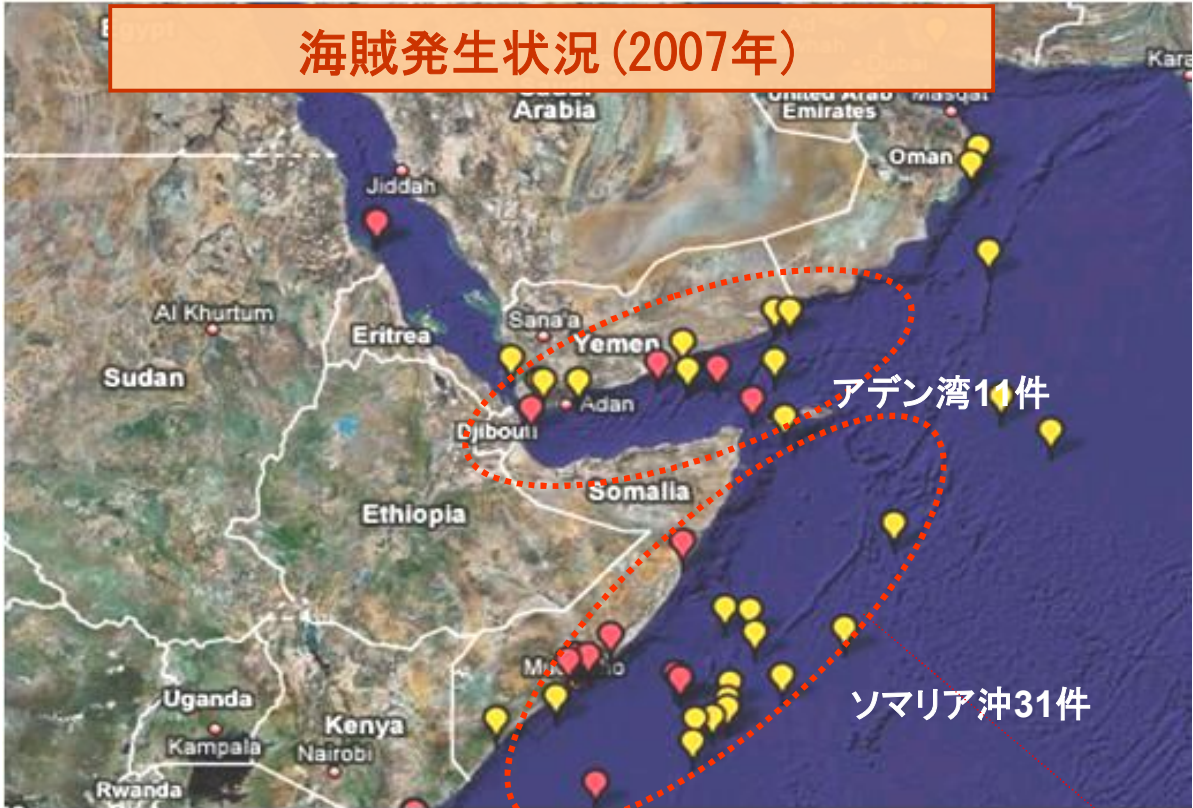 海賊発生状況(2007年)
Egypt
Saudi
Arabia
United Arab
Emirates
Masqat
Kara
Oman
Jiddah
Al Khurtum
Eritrea
Sana'a
Yemen
Sudan
アデン湾11件
Adan
Djibouti
Somalia
Ethiopia
ソマリア沖31件
Uganda
Kenya
Kampala
Nairobi
Rwanda